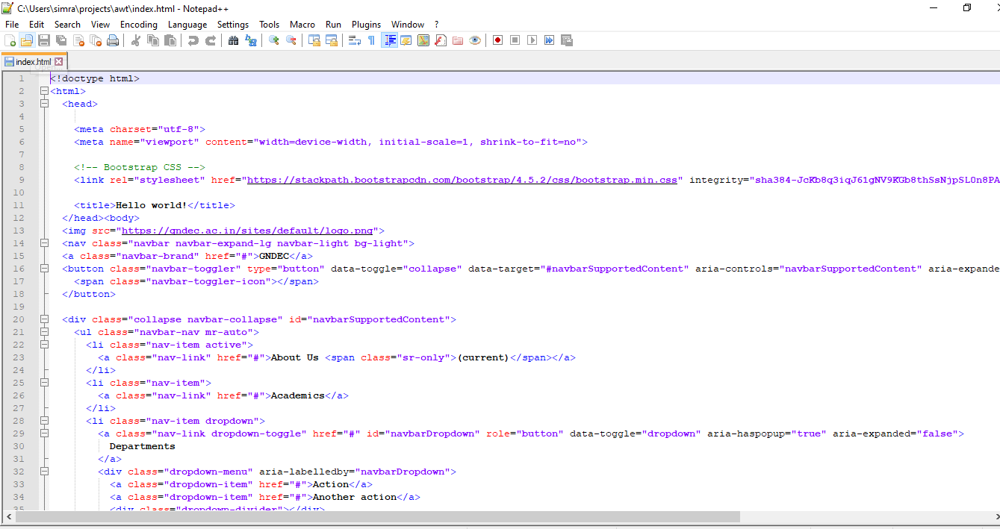 C:\Users\simra\projects\awt\index.html - Notepad++
File Edit Search View Encoding Language Settings Tools Macro Run Plugins Window ?
index.html
1 <!doctype html>
2 <html>
3 <head>
4
5 <meta charset="utf-8">
6 <meta name="viewport" content="width=device-width, initial-scale=1, shrink-to-fit=no">
7
8 <!-- Bootstrap CSS -->
9 <link rel="stylesheet" href="https://stackpath.bootstrapcdn.com/bootstrap/4.5.2/css/bootstrap.min.css" integrity="sha384-JcKb8q3iqJ61gNV9KGb8thSsNjpSL0n8PA
10
11 <title>Hello world!</title>
12 </head><body>
13 <img src="https://gndec.ac.in/sites/default/logo.png">
14 <nav class="navbar navbar-expand-lg navbar-light bg-light">
15 <a class="navbar-brand" href="#">GNDEC</a>
16 <button class="navbar-toggler" type="button" data-toggle="collapse" data-target="#navbarSupportedContent" aria-controls="navbarSupportedContent" aria-expande
17 <span class="navbar-toggler-icon"></span>
18 </button>
19
20 <div class="collapse navbar-collapse" id="navbarSupportedContent">
21 <ul class="navbar-nav mr-auto">
22 <li class="nav-item active">
23 <a class="nav-link" href="#">About Us <span class="sr-only">(current)</span></a>
24 </li>
25 <li class="nav-item">
26 <a class="nav-link" href="#">Academics</a>
27 </li>
28 <li class="nav-item dropdown">
29 <a class="nav-link dropdown-toggle" href="#" id="navbarDropdown" role="button" data-toggle="dropdown" aria-haspopup="true" aria-expanded="false">
30 Departments
31 </a>
32 <div class="dropdown-menu" aria-labelledby="navbarDropdown">
33 <a class="dropdown-item" href="#">Action</a>
34 <a class="dropdown-item" href="#">Another action</a>
35 <div class="dropdown-divider"></div>